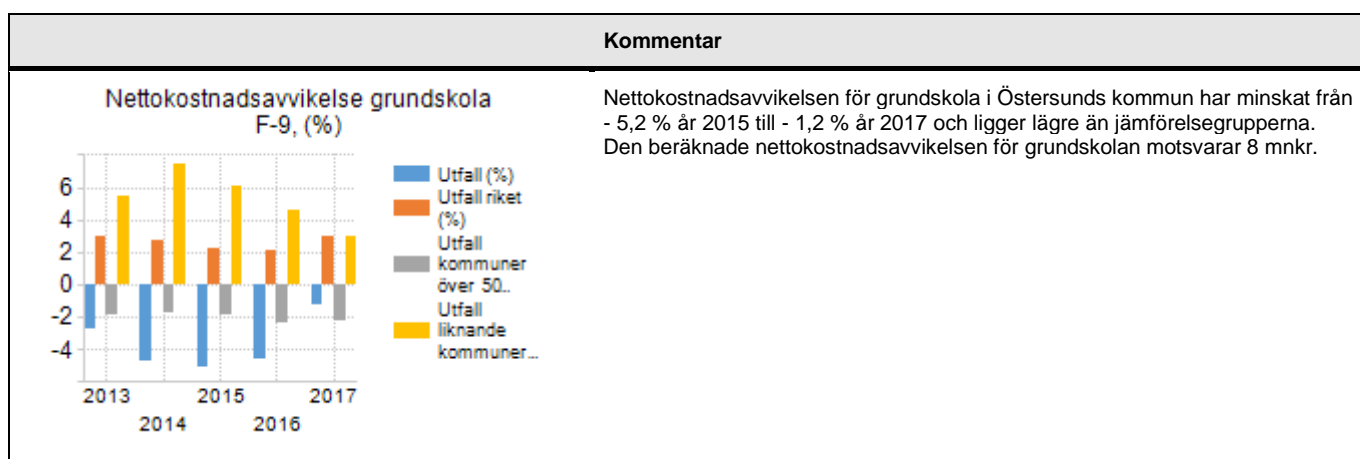 Kommentar
Nettokostnadsavvikelse grundskola
F-9, (%)
6
4
2
0
-2
-4
2013
2015
2017
2014
2016
Utfall (%)
Utfall riket
(%)
Utfall
kommuner
över 50..
Utfall
liknande
kommuner...
Nettokostnadsavvikelsen för grundskola i Östersunds kommun har minskat från
- 5,2 % år 2015 till - 1,2 % år 2017 och ligger lägre än jämförelsegrupperna.
Den beräknade nettokostnadsavvikelsen för grundskolan motsvarar 8 mnkr.